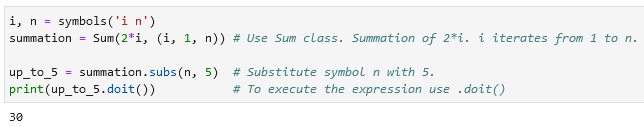 i, n = symbols('i n')
summation = Sum(2*i, (i, 1, n)) # Use Sum class. Summation of 2*i. i iterates from 1 to n.
up_to_5 = summation.subs(n, 5)  # Substitute symbol n with 5.
print(up_to_5.doit())           # To execute the expression use .doit()
30